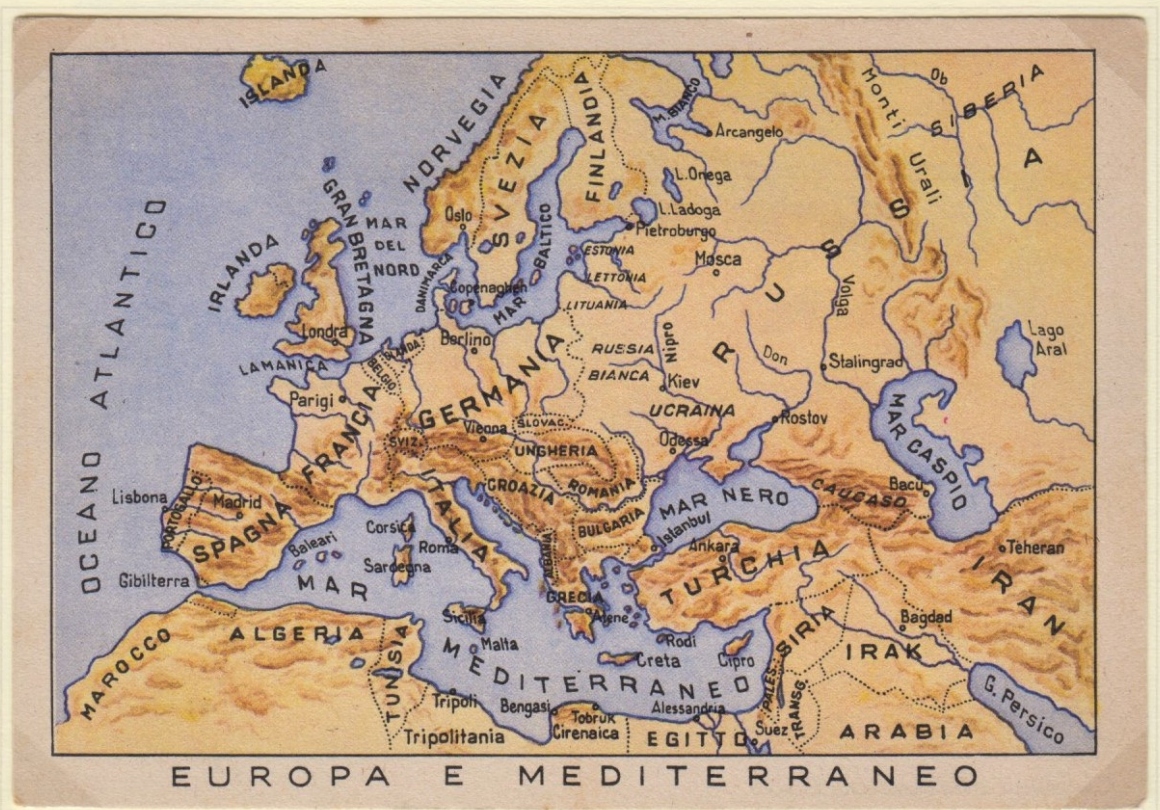 ISLANDA
NORVEGIA
SVEZIA
FINLANDIA
M. BIANCO
Arcangelo
Monti
Urali
Ob
SIBERIA
L. Onega
L. Ladoga
Pietroburgo
Oslo
MAR
DEL
NORD
GRAN BRETAGNA
IRLANDA
OCEANO ATLANTICO
DANIMARCA
Copenaghen
MAR BALTICO
ESTONIA
LETTONIA
LITUANIA
Mosca
RUSSIA
Volga
Londra
LA MANICA
OLANDA
BELGIO
Berlino
GERMANIA
RUSSIA
BIANCA
Nipro
Don
Stalingrad
Lago
Aral
Kiev
Parigi
FRANCIA
SVIZ.
Vienna
SLOVAC.
UNGHERIA
UCRAINA
Rostov
Odessa
MAR CASPIO
CROAZIA
ROMANIA
MAR NERO
CAUCASO
Bacu
Lisbona
PORTOGALLO
Madrid
SPAGNA
Baleari
Corsica
Sardegna
Roma
ITALIA
ALBANIA
BULGARIA
Istanbul
Ankara
TURCHIA
Teheran
IRAN
Gibilterra
MAR
MEDITERRANEO
GRECIA
Atene
Sicilia
Malta
Rodi
Creta
Cipro
SIRIA
Bagdad
IRAK
MAROCCO
ALGERIA
TUNISA
Tripoli
Tripolitania
Bengasi
Tobruk
Cirenaica
Alessandria
EGITTO
Suez
PALES.
TRANSG.
ARABIA
G. Persico
A
EUROPA E MEDITERRANEO